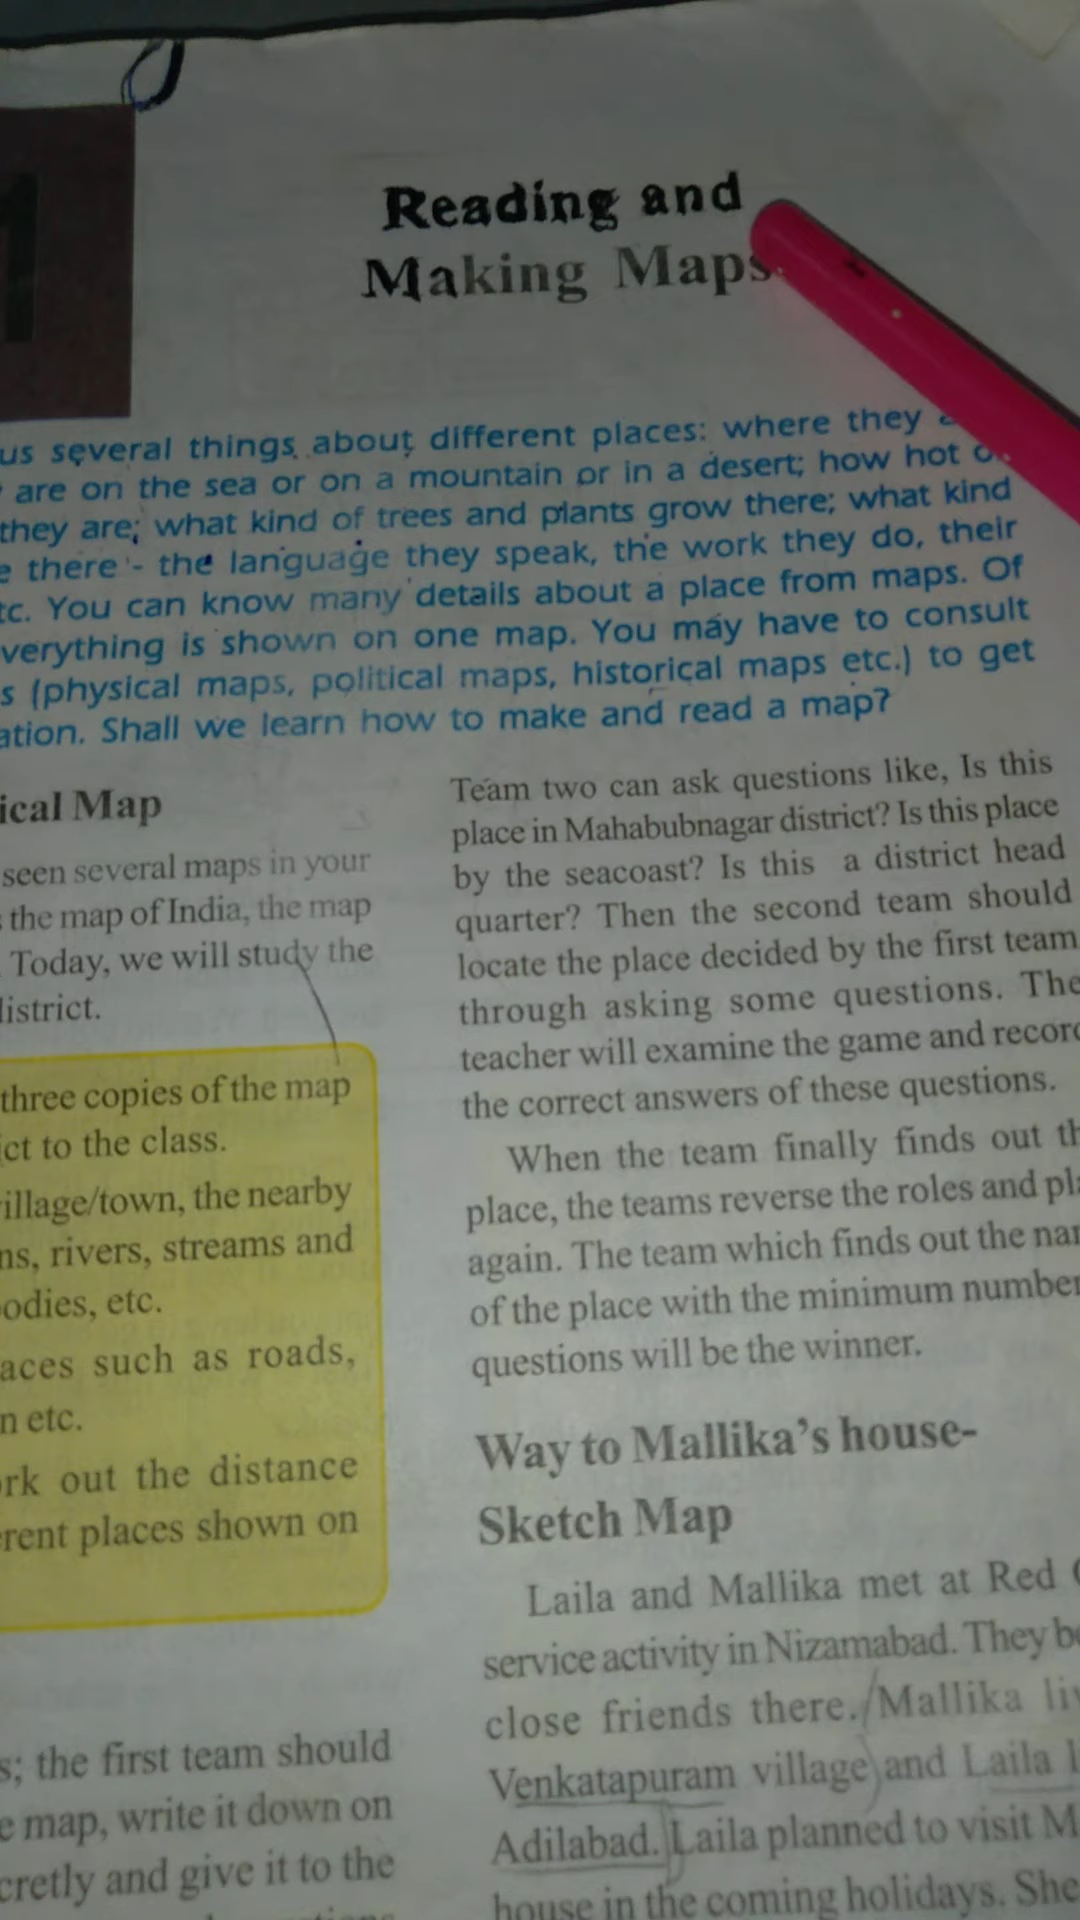 1
Reading and
Making Maps
us several things about different places: where they
are on the sea or on a mountain or in a desert; how hot
they are; what kind of trees and plants grow there; what kind
there - the language they speak, the work they do, their
tc. You can know many details about a place from maps. Of
verything is shown on one map. You may have to consult
s (physical maps, political maps, historical maps etc.) to get
ation. Shall we learn how to make and read a map?
ical Map
seen several maps in your
the map of India, the map
. Today, we will study the
district.
three copies of the map
ict to the class.
village/town, the nearby
ns, rivers, streams and
odies, etc.
aces such as roads,
n etc.
rk out the distance
erent places shown on
s; the first team should
e map, write it down on
cretly and give it to the
Team two can ask questions like, Is this
place in Mahabubnagar district? Is this place
by the seacoast? Is this a district head
quarter? Then the second team should
locate the place decided by the first team
through asking some questions. The
teacher will examine the game and record
the correct answers of these questions.
When the team finally finds out th
place, the teams reverse the roles and pla
again. The team which finds out the nam
of the place with the minimum number
questions will be the winner.
Way to Mallika's house-
Sketch Map
Laila and Mallika met at Red
service activity in Nizamabad. They be
close friends there. Mallika liv
Venkatapuram village and Laila l
Adilabad. Laila planned to visit M
house in the coming holidays. She